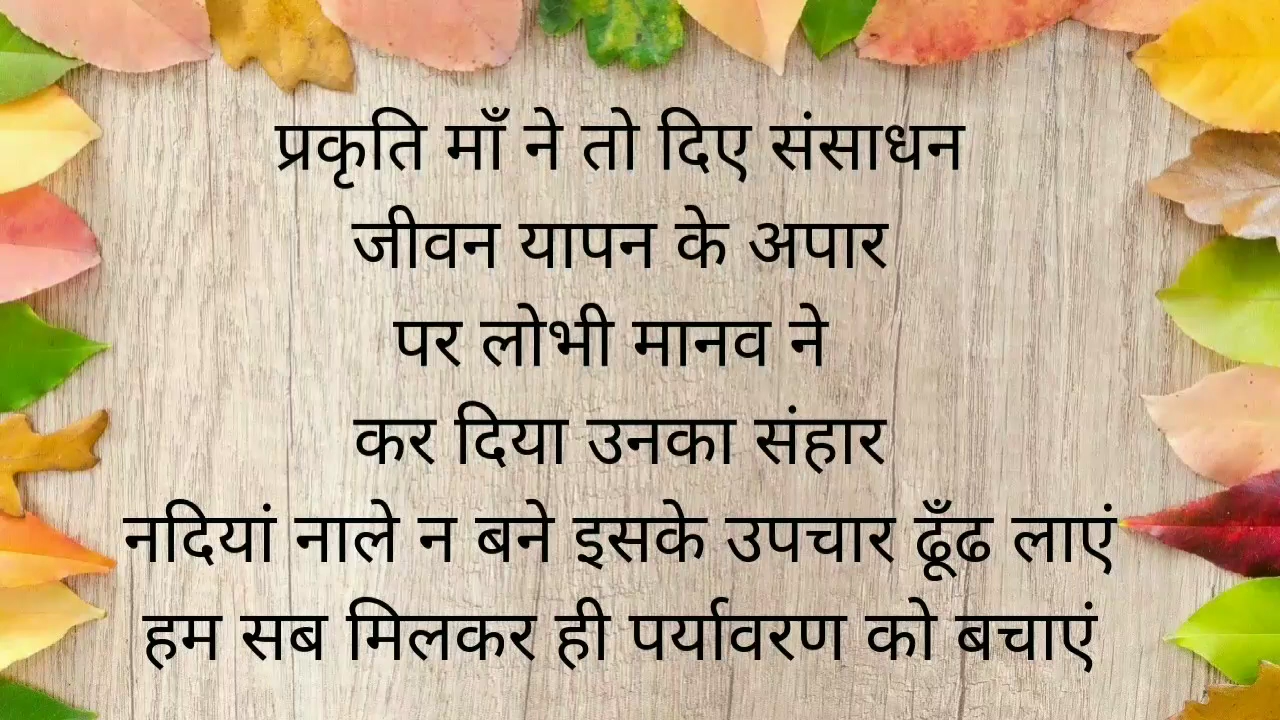 प्रकृति माँ ने तो दिए संसाधन
जीवन यापन के अपार
पर लोभी मानव ने
कर दिया उनका संहार
नदियां नाले न बने इसके उपचार ढूँढ लाएं
हम सब मिलकर ही पर्यावरण को बचाएं